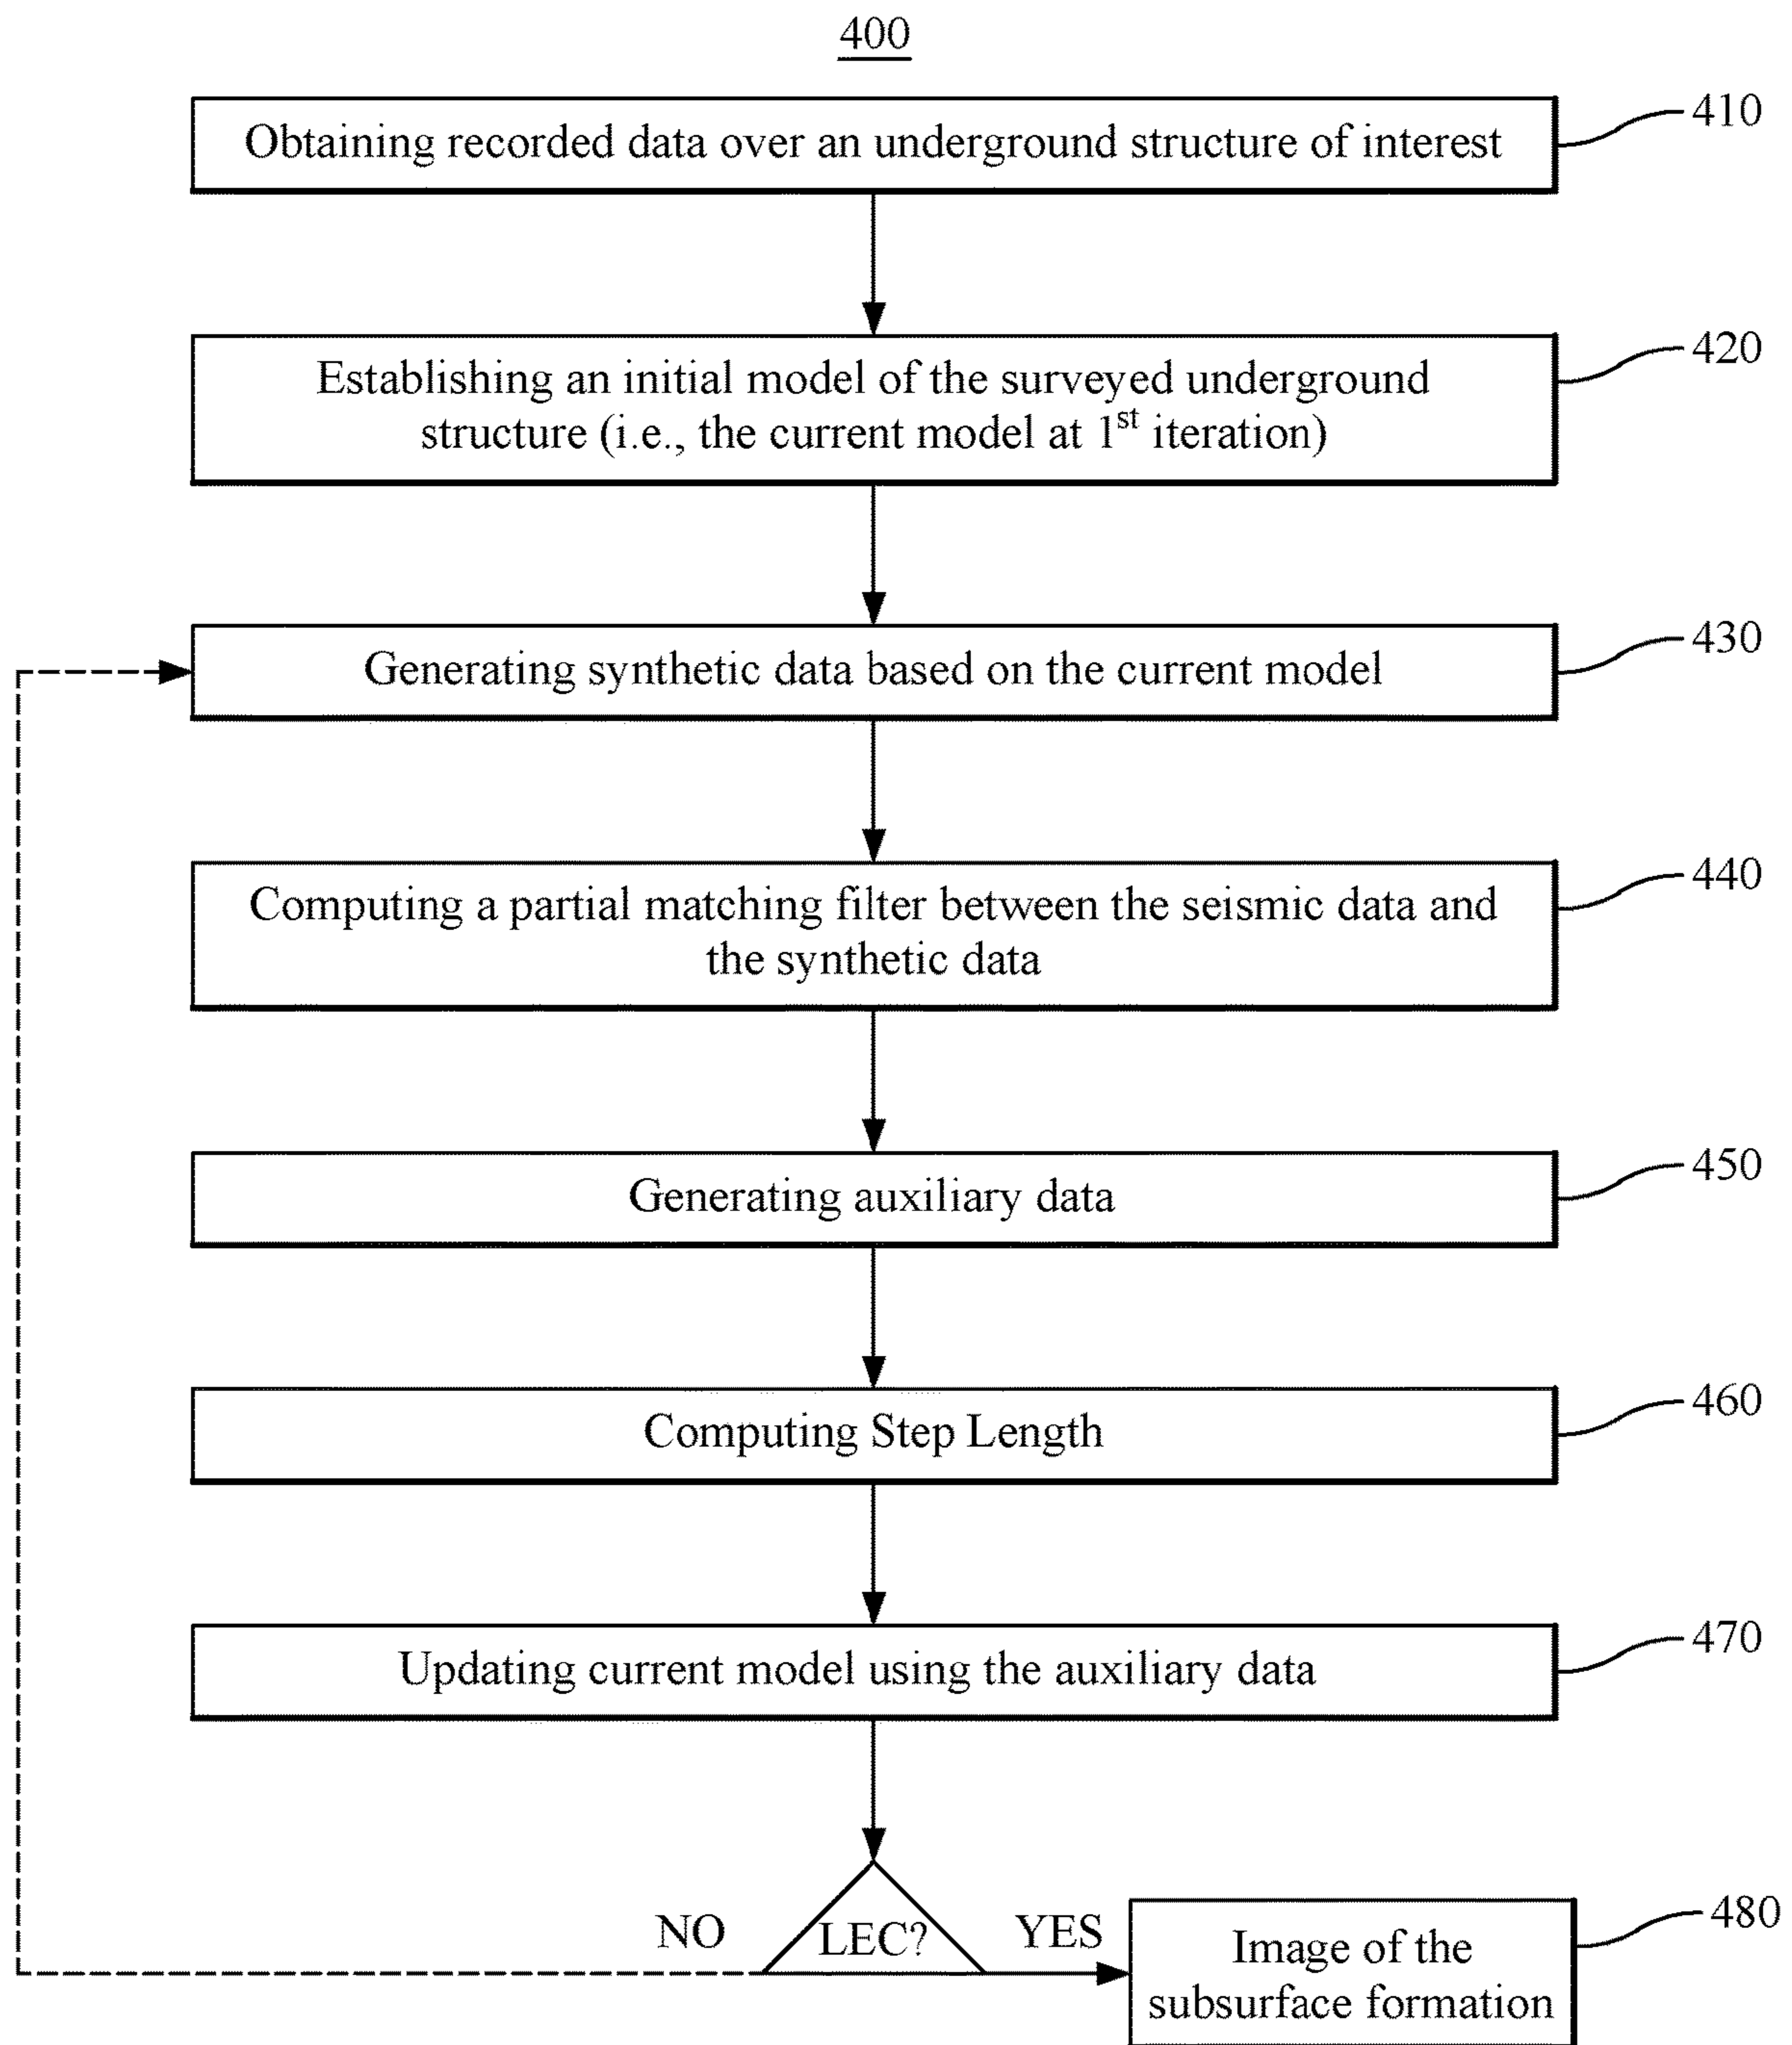 400
Obtaining recorded data over an underground structure of interest
410
Establishing an initial model of the surveyed underground
structure (i.e., the current model at 1st iteration)
420
Generating synthetic data based on the current model
430
Computing a partial matching filter between the seismic data and
the synthetic data
440
Generating auxiliary data
450
Computing Step Length
460
Updating current model using the auxiliary data
470
NO
LEC?
YES
Image of the
subsurface formation
480